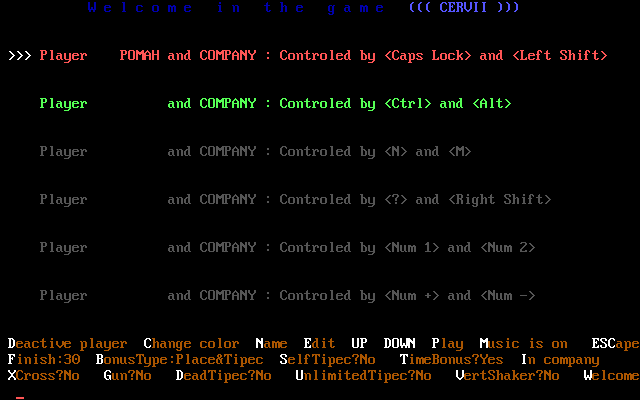 Welcome in the game ((( CERVII )))
>>> Player POMAH and COMPANY : Controled by <Caps Lock> and <Left Shift>
Player and COMPANY : Controled by <Ctrl> and <Alt>
Player and COMPANY : Controled by <N> and <M>
Player and COMPANY : Controled by <?> and <Right Shift>
Player and COMPANY : Controled by <Num 1> and <Num 2>
Player and COMPANY : Controled by <Num +> and <Num ->
Deactive player Change color Name Edit UP DOWN Play Music is on ESCape
Finish:30 BonusType:Place&Tipec SelfTipec?No TimeBonus?Yes In company
XCross?No Gun?No DeadTipec?No UnlimitedTipec?No VertShaker?No Welcome